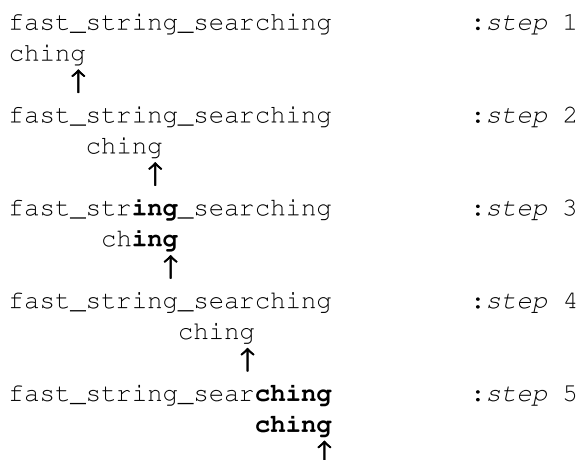 fast_string_searching :step 1
ching
↑
fast_string_searching :step 2
ching
↑
fast_string_searching :step 3
ching
↑
fast_string_searching :step 4
ching
↑
fast_string_searching :step 5
ching
↑